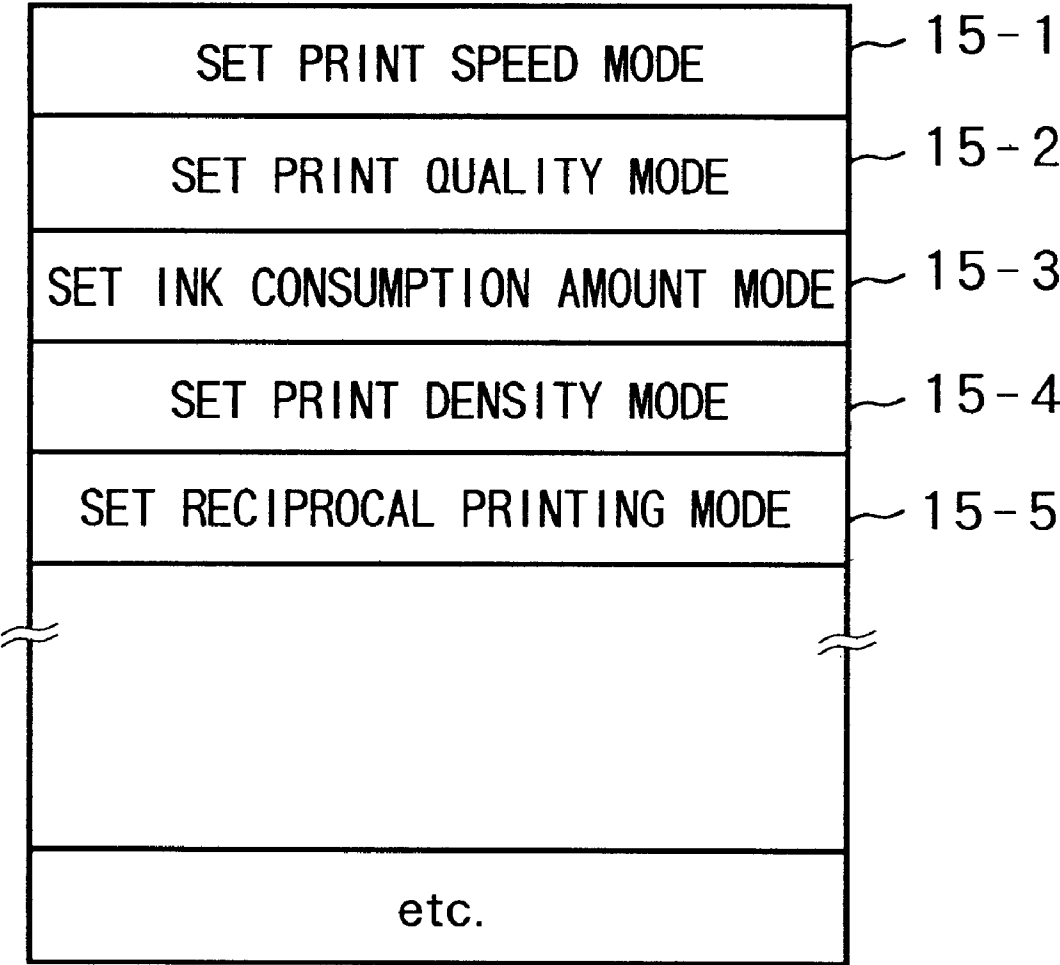 SET PRINT SPEED MODE 15-1
SET PRINT QUALITY MODE 15-2
SET INK CONSUMPTION AMOUNT MODE 15-3
SET PRINT DENSITY MODE 15-4
SET RECIPROCAL PRINTING MODE 15-5
etc.